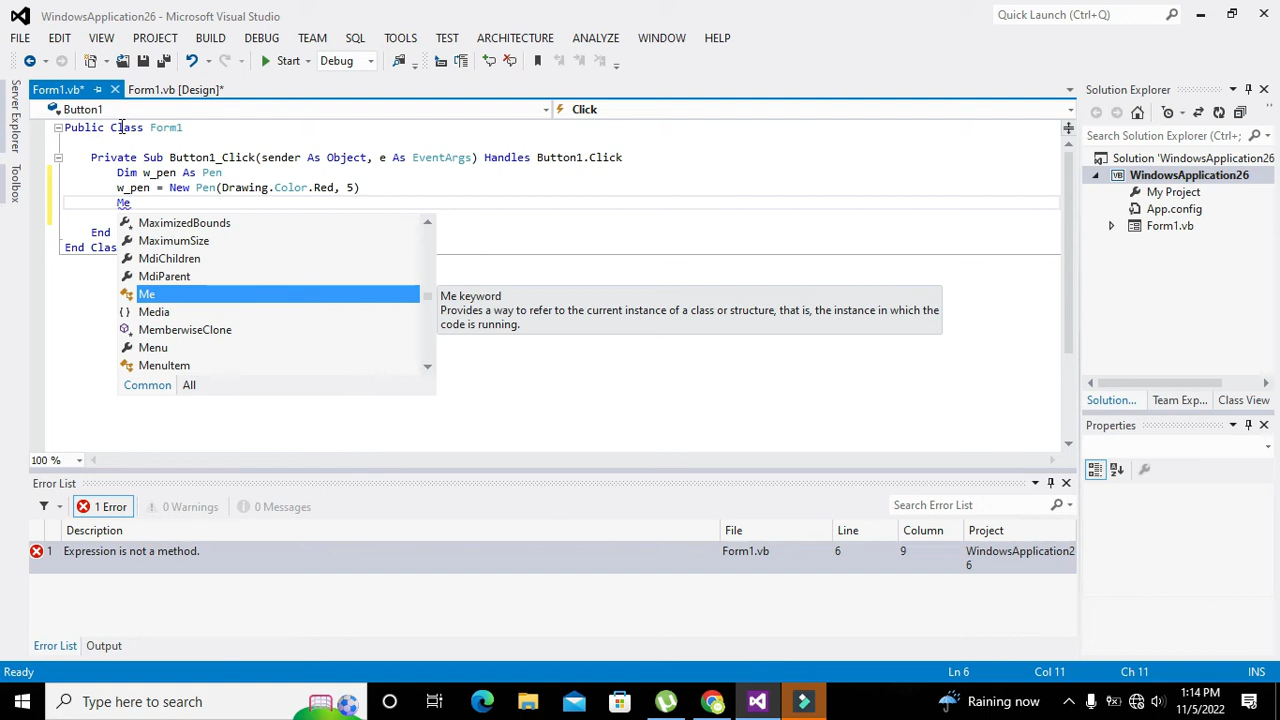 WindowsApplication26 - Microsoft Visual Studio
Quick Launch (Ctrl+Q)
FILE EDIT VIEW PROJECT BUILD DEBUG TEAM SQL TOOLS TEST ARCHITECTURE ANALYZE WINDOW HELP
Start Debug
Form1.vb* Form1.vb [Design]*
Button1 Click
Server Explorer
Toolbox
Public Class Form1
Private Sub Button1_Click(sender As Object, e As EventArgs) Handles Button1.Click
Dim w_pen As Pen
w_pen = New Pen(Drawing.Color.Red, 5)
Me
End
End Clas
MaximizedBounds
MaximumSize
MdiChildren
MdiParent
Me
{ } Media
MemberwiseClone
Menu
MenuItem
Common All
Me keyword
Provides a way to refer to the current instance of a class or structure, that is, the instance in which the
code is running.
100 %
Solution Explorer
Search Solution Explorer (Ctrl+;)
Solution 'WindowsApplication26
WindowsApplication26
My Project
App.config
Form1.vb
Solution... Team Exp... Class View
Properties
Error List
1 Error 0 Warnings 0 Messages
Search Error List
Description File Line Column Project
1 Expression is not a method. Form1.vb 6 9 WindowsApplication2
6
Error List Output
Ready Ln 6 Col 11 Ch 11 INS
Type here to search
Raining now
1:14 PM
11/5/2022